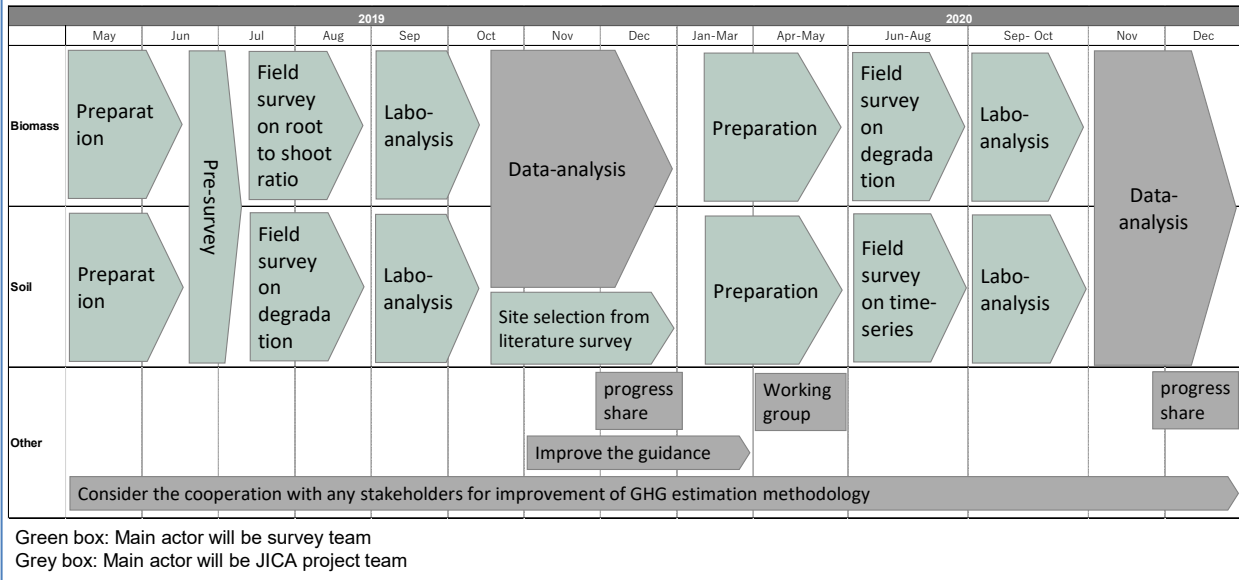 2019
2020
May
Jun
Jul
Aug
Sep
Oct
Nov
Dec
Jan-Mar
Apr-May
Jun-Aug
Sep- Oct
Nov
Dec
Biomass
Preparat
ion
Pre-survey
Field
survey
on root
to shoot
ratio
Labo-
analysis
Data-analysis
Preparation
Field
survey
on
degrada
tion
Labo-
analysis
Data-
analysis
Soil
Preparat
ion
Field
survey
on
degrada
tion
Labo-
analysis
Site selection from
literature survey
Preparation
Field
survey
on time-
series
Labo-
analysis
Other
progress
share
Working
group
progress
share
Improve the guidance
Consider the cooperation with any stakeholders for improvement of GHG estimation methodology
Green box: Main actor will be survey team
Grey box: Main actor will be JICA project team